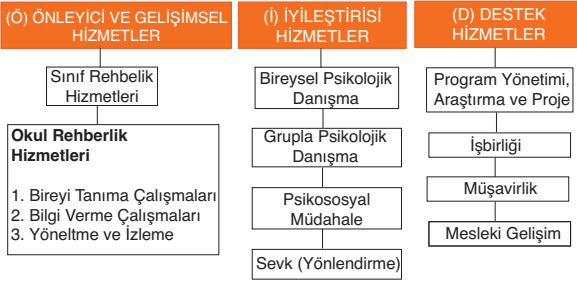 (Ö) ÖNLEYİCİ VE GELİŞİMSEL
HİZMETLER
Sınıf Rehbelik
Hizmetleri
Okul Rehberlik
Hizmetleri
1. Bireyi Tanıma Çalışmaları
2. Bilgi Verme Çalışmaları
3. Yöneltme ve İzleme
(İ) İYİLEŞTİRİSİ
HİZMETLER
Bireysel Psikolojik
Danışma
Grupla Psikolojik
Danışma
Psikososyal
Müdahale
Sevk (Yönlendirme)
(D) DESTEK
HİZMETLER
Program Yönetimi,
Araştırma ve Proje
İşbirliği
Müşavirlik
Mesleki Gelişim